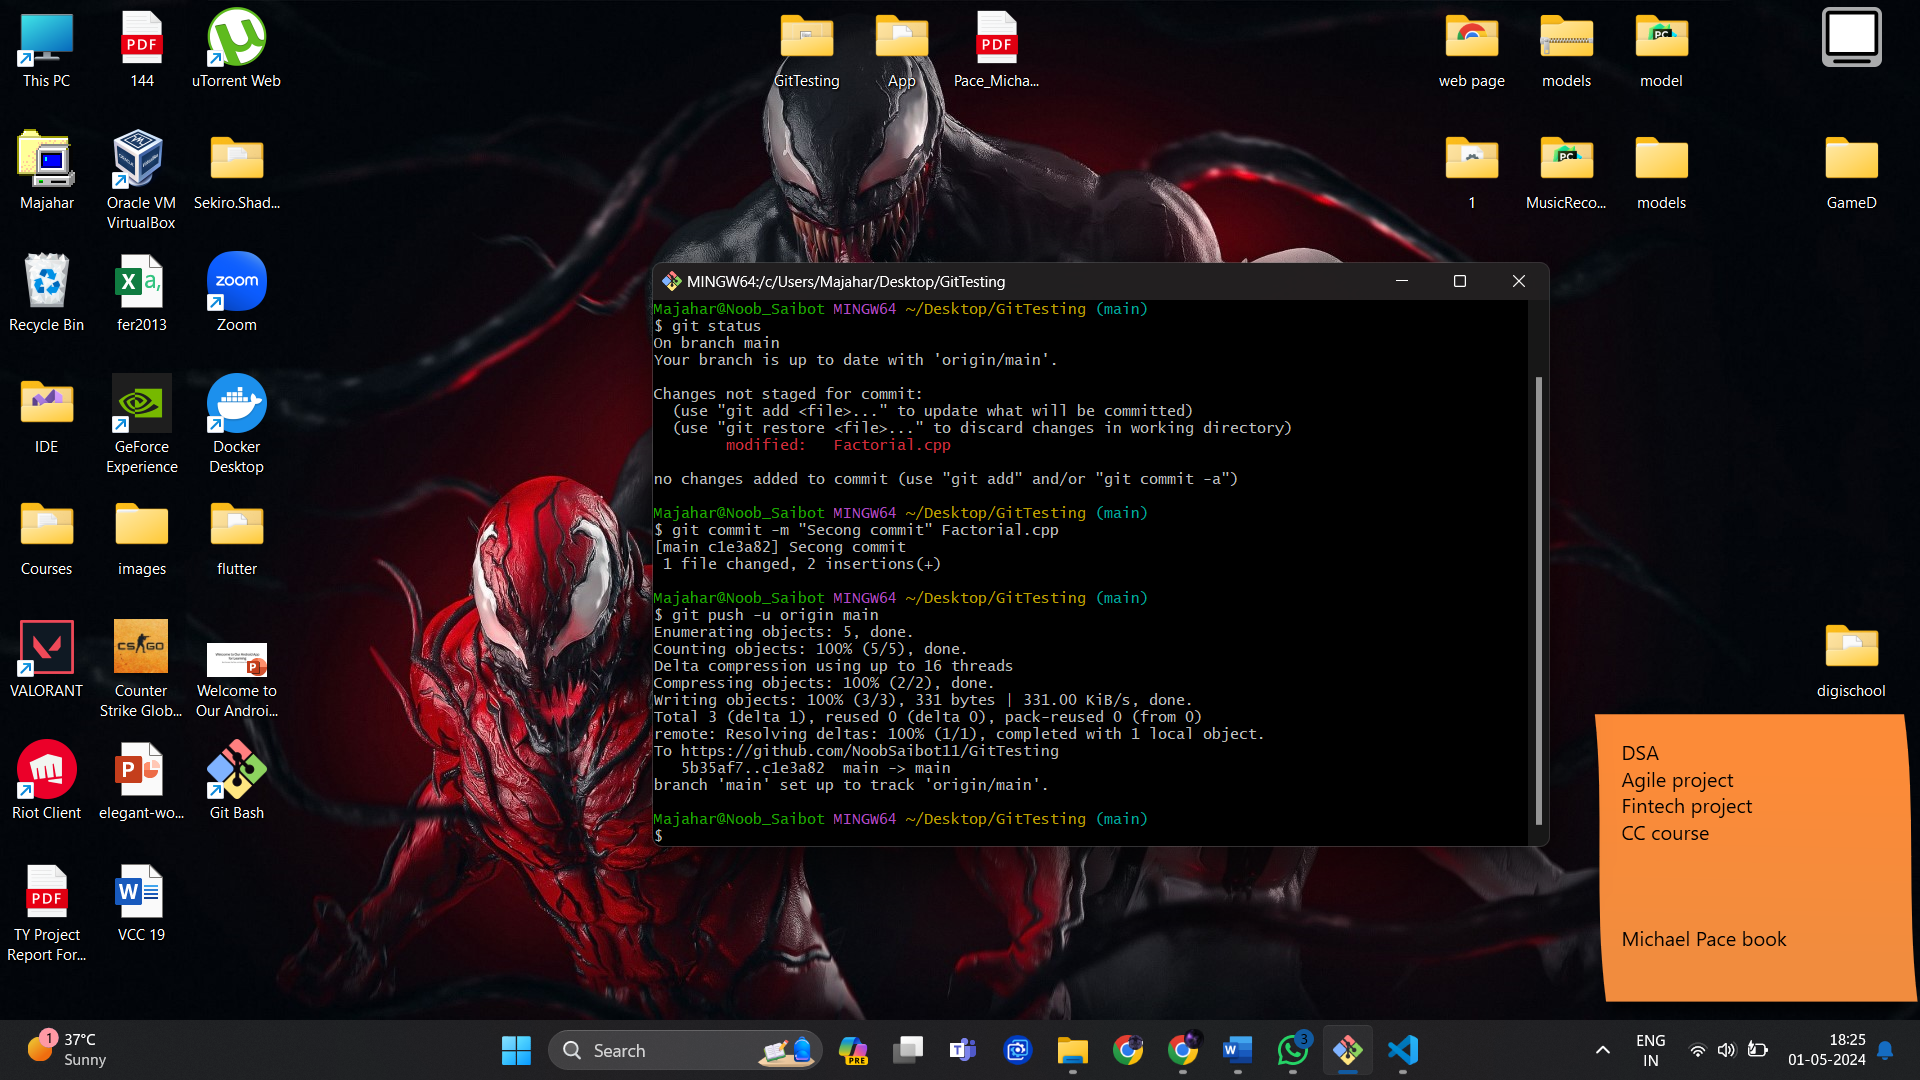 This PC
144
uTorrent Web
GitTesting
App
Pace_Micha...
web page
models
model
Majahar
Oracle VM
VirtualBox
Sekiro.Shad...
1
MusicReco...
models
GameD
Recycle Bin
fer2013
zoom
Zoom
IDE
GeForce
Experience
Docker
Desktop
Courses
images
flutter
VALORANT
CS GO
Counter
Strike Glob...
Welcome to
Our Androi...
digischool
Riot Client
elegant-wo...
Git Bash
TY Project
Report For...
VCC 19
MINGW64:/c/Users/Majahar/Desktop/GitTesting
Majahar@Noob_Saibot MINGW64 ~/Desktop/GitTesting (main)
$ git status
On branch main
Your branch is up to date with 'origin/main'.
Changes not staged for commit:
(use "git add <file>..." to update what will be committed)
(use "git restore <file>..." to discard changes in working directory)
modified:   Factorial.cpp
no changes added to commit (use "git add" and/or "git commit -a")
Majahar@Noob_Saibot MINGW64 ~/Desktop/GitTesting (main)
$ git commit -m "Secong commit" Factorial.cpp
[main c1e3a82] Secong commit
1 file changed, 2 insertions(+)
Majahar@Noob_Saibot MINGW64 ~/Desktop/GitTesting (main)
$ git push -u origin main
Enumerating objects: 5, done.
Counting objects: 100% (5/5), done.
Delta compression using up to 16 threads
Compressing objects: 100% (2/2), done.
Writing objects: 100% (3/3), 331 bytes | 331.00 KiB/s, done.
Total 3 (delta 1), reused 0 (delta 0), pack-reused 0 (from 0)
remote: Resolving deltas: 100% (1/1), completed with 1 local object.
To https://github.com/NoobSaibot11/GitTesting
5b35af7..c1e3a82  main -> main
branch 'main' set up to track 'origin/main'.
Majahar@Noob_Saibot MINGW64 ~/Desktop/GitTesting (main)
$
DSA
Agile project
Fintech project
CC course
Michael Pace book
1
37°C
Sunny
Search
PRE
3
ENG
IN
18:25
01-05-2024